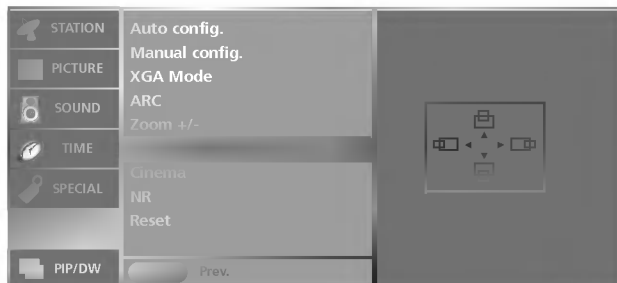 STATION
PICTURE
SOUND
TIME
SPECIAL
PIP/DW
Auto config.
Manual config.
XGA Mode
ARC
Zoom +/-
Cinema
NR
Reset
Prev.